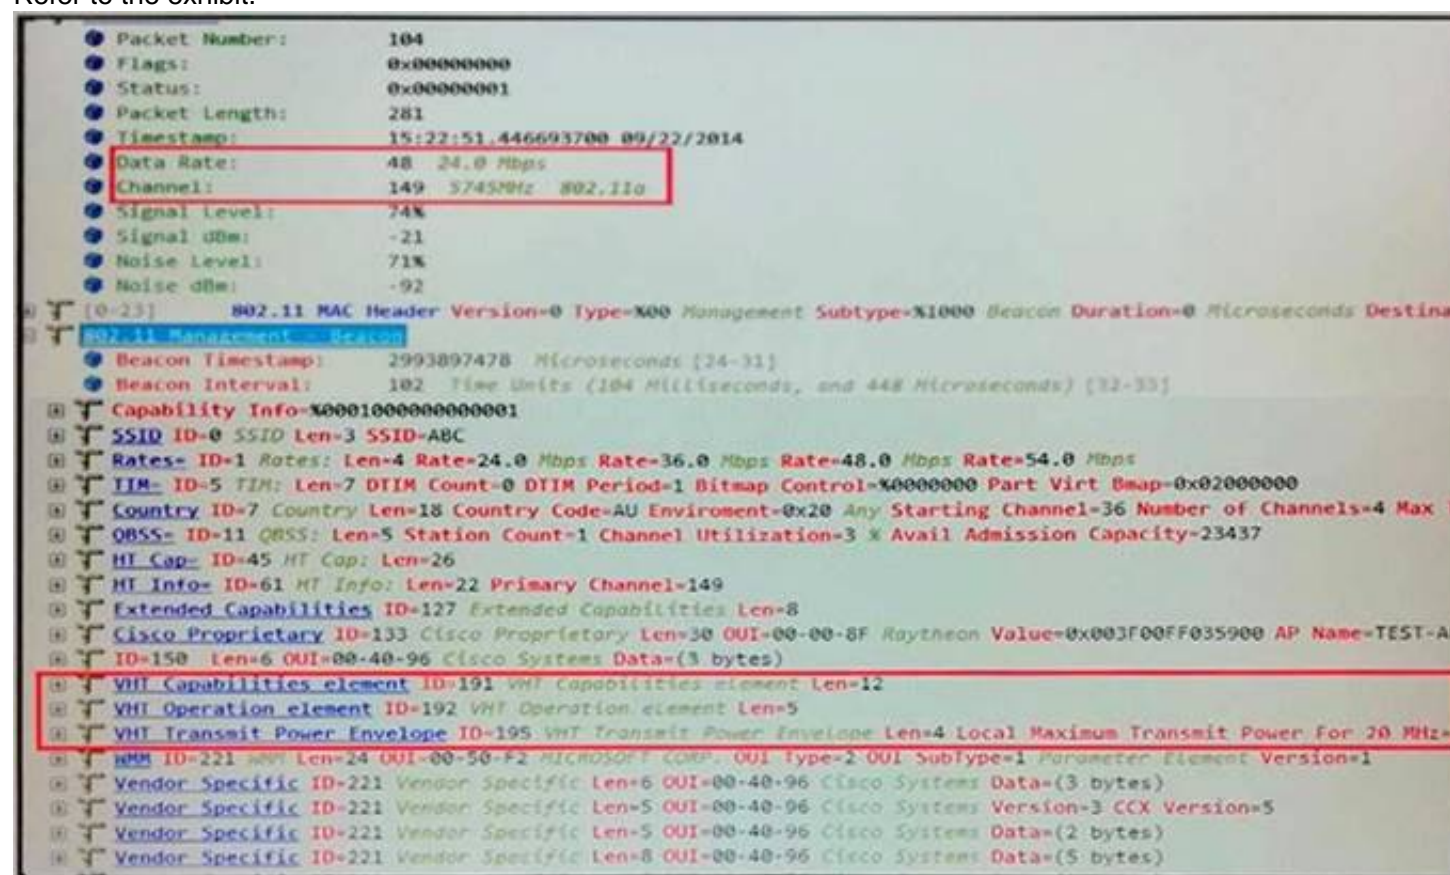 Refer to the exhibit.
Packet Number: 104
Flags: 0x00000000
Status: 0x00000001
Packet Length: 281
Timestamp: 15:22:51.446693700 09/22/2014
Data Rate: 48 24.0 Mbps
Channel: 149 5745MHz 802.11a
Signal Level: 74%
Signal dBm: -21
Noise Level: 71%
Noise dBm: -92
[0-23] 802.11 MAC Header Version=0 Type=%00 Management Subtype=%1000 Beacon Duration=0 Microseconds Destina
802.11 Management - Beacon
Beacon Timestamp: 2993897478 Microseconds [24-31]
Beacon Interval: 102 Time Units (104 Milliseconds, and 448 Microseconds) [32-33]
Capability Info=%0001000000000001
SSID ID=0 SSID Len=3 SSID=ABC
Rates= ID=1 Rates: Len=4 Rate=24.0 Mbps Rate=36.0 Mbps Rate=48.0 Mbps Rate=54.0 Mbps
TIM= ID=5 TIM: Len=7 DTIM Count=0 DTIM Period=1 Bitmap Control=%0000000 Part Virt Bmap=0x02000000
Country ID=7 Country Len=18 Country Code=AU Enviroment=0x20 Any Starting Channel=36 Number of Channels=4 Max
QBSS= ID=11 QBSS: Len=5 Station Count=1 Channel Utilization=3 % Avail Admission Capacity=23437
HT Cap= ID=45 HT Cap: Len=26
HT Info= ID=61 HT Info: Len=22 Primary Channel=149
Extended Capabilities ID=127 Extended Capabilities Len=8
Cisco Proprietary ID=133 Cisco Proprietary Len=30 OUI=00-00-8F Raytheon Value=0x003F00FF035900 AP Name=TEST-A
ID=150 Len=6 OUI=00-40-96 Cisco Systems Data=(3 bytes)
VHT Capabilities element ID=191 VHT Capabilities element Len=12
VHT Operation element ID=192 VHT Operation element Len=5
VHT Transmit Power Envelope ID=195 VHT Transmit Power Envelope Len=4 Local Maximum Transmit Power For 20 MHz=
WMM ID=221 WMM Len=24 OUI=00-50-F2 MICROSOFT CORP. OUI Type=2 OUI SubType=1 Parameter Element Version=1
Vendor Specific ID=221 Vendor Specific Len=6 OUI=00-40-96 Cisco Systems Data=(3 bytes)
Vendor Specific ID=221 Vendor Specific Len=5 OUI=00-40-96 Cisco Systems Version=3 CCX Version=5
Vendor Specific ID=221 Vendor Specific Len=5 OUI=00-40-96 Cisco Systems Data=(2 bytes)
Vendor Specific ID=221 Vendor Specific Len=8 OUI=00-40-96 Cisco Systems Data=(5 bytes)